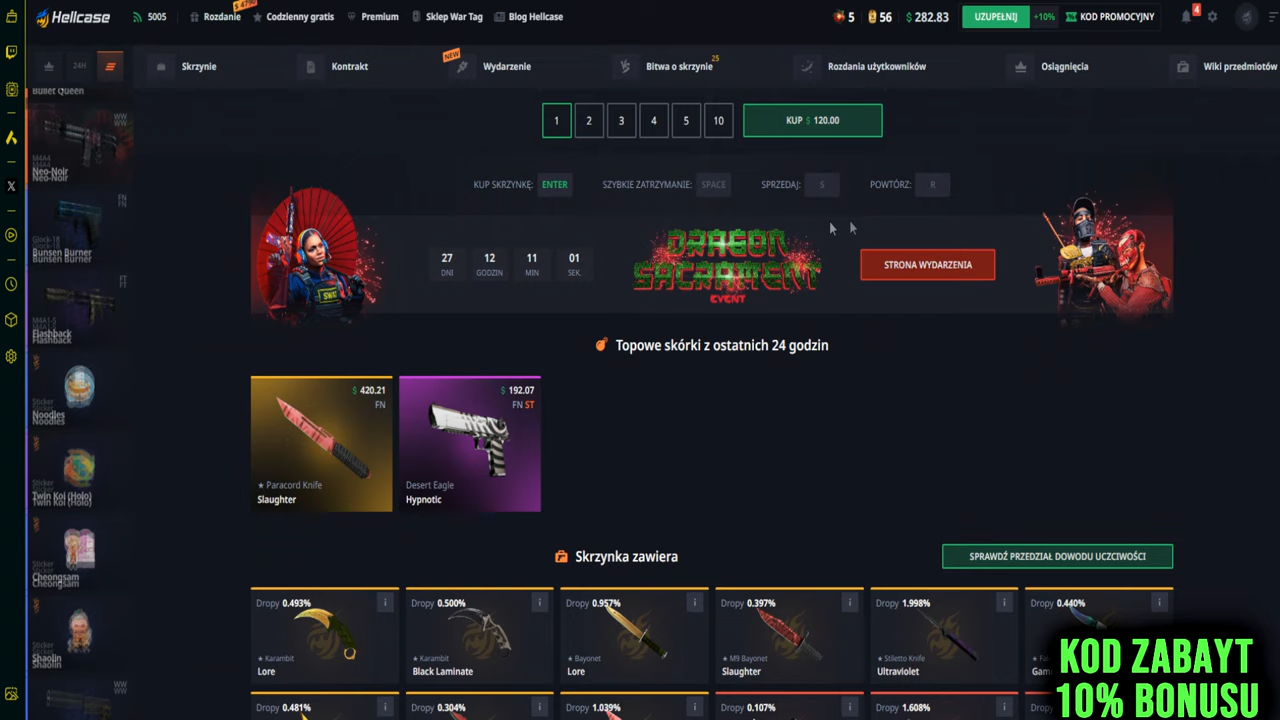 Hellcase
5005
Rozdanie
Codzienny gratis
Premium
Sklep War Tag
Blog Hellcase
5
56
$ 282.83
UZUPEŁNIJ
+10%
KOD PROMOCYJNY
4
24H
Skrzynie
Kontrakt
NEW
Wydarzenie
Bitwa o skrzynie
25
Rozdania użytkowników
Osiągnięcia
Wiki przedmiotów
Bullet Queen
WW
M4A4
Neo-Noir
FN
Glock-18
Bunsen Burner
FT
M4A1-S
Flashback
Sticker
Noodles
Sticker
Twin Koi (Holo)
Sticker
Cheongsam
Sticker
Shaolin
WW
1
2
3
4
5
10
KUP $ 120.00
KUP SKRZYNKĘ:
ENTER
SZYBKIE ZATRZYMANIE:
SPACE
SPRZEDAJ:
S
POWTÓRZ:
R
27
DNI
12
GODZIN
11
MIN
01
SEK.
DRAGON
SACRAMENT
EVENT
STRONA WYDARZENIA
Topowe skórki z ostatnich 24 godzin
$ 420.21
FN
★ Paracord Knife
Slaughter
$ 192.07
FN ST
Desert Eagle
Hypnotic
Skrzynka zawiera
SPRAWDŹ PRZEDZIAŁ DOWODU UCZCIWOŚCI
Dropy 0.493%
★ Karambit
Lore
Dropy 0.500%
★ Karambit
Black Laminate
Dropy 0.957%
★ Bayonet
Lore
Dropy 0.397%
★ M9 Bayonet
Slaughter
Dropy 1.998%
★ Stiletto Knife
Ultraviolet
Dropy 0.440%
Dropy 0.481%
Dropy 0.304%
Dropy 1.039%
Dropy 0.107%
Dropy 1.608%
KOD ZABAYT
10% BONUSU